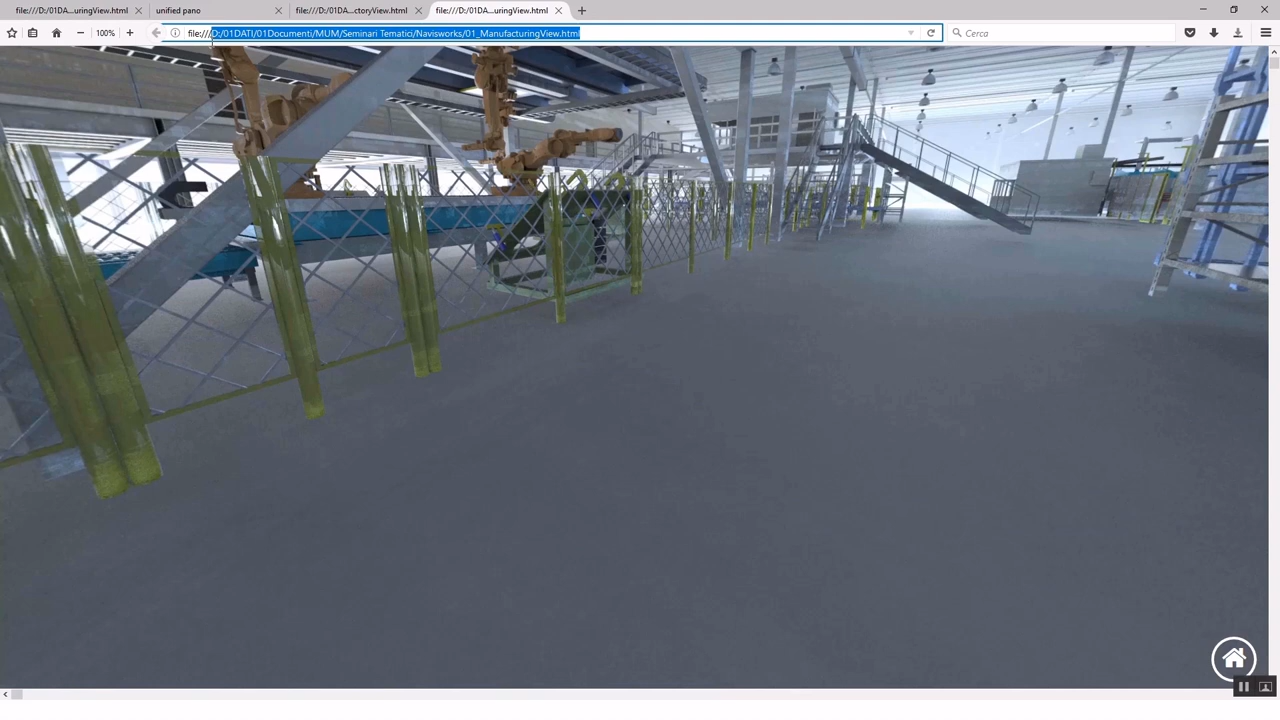 file:///D:/01DA...uringView.html
unified pano
file:///D:/01DA...ctoryView.html
file:///D:/01DA...uringView.html
100%
file:///D:/01DATI/01Documenti/MUM/Seminari Tematici/Navisworks/01_ManufacturingView.html
Cerca